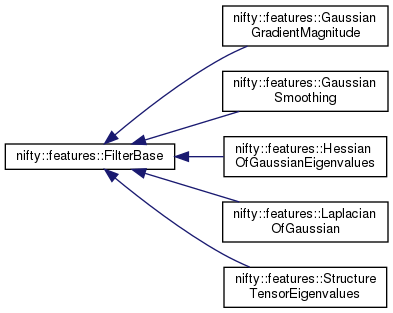 nifty::features::Gaussian
GradientMagnitude
nifty::features::Gaussian
Smoothing
nifty::features::FilterBase
nifty::features::Hessian
OfGaussianEigenvalues
nifty::features::Laplacian
OfGaussian
nifty::features::Structure
TensorEigenvalues